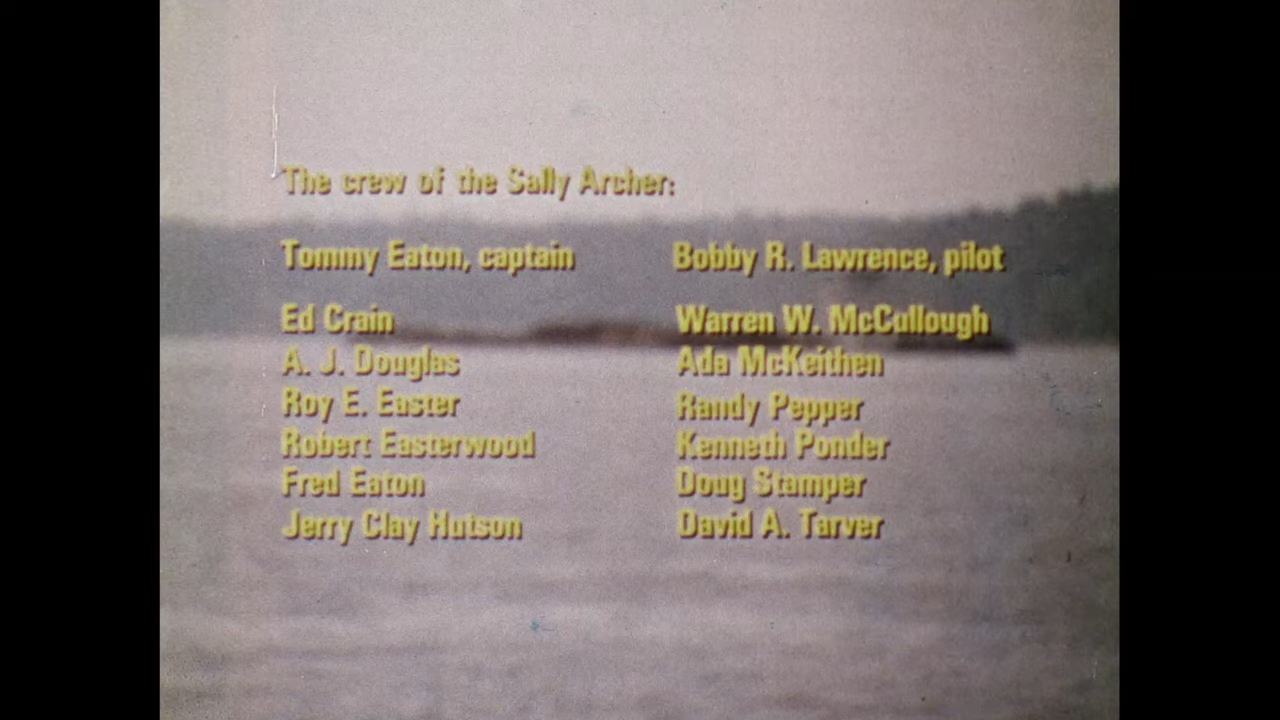 The crew of the Sally Archer:
Tommy Eaton, captain
Bobby R. Lawrence, pilot
Ed Crain
A. J. Douglas
Roy E. Easter
Robert Easterwood
Fred Eaton
Jerry Clay Hutson
Warren W. McCullough
Ada McKeithen
Randy Pepper
Kenneth Ponder
Doug Stamper
David A. Tarver